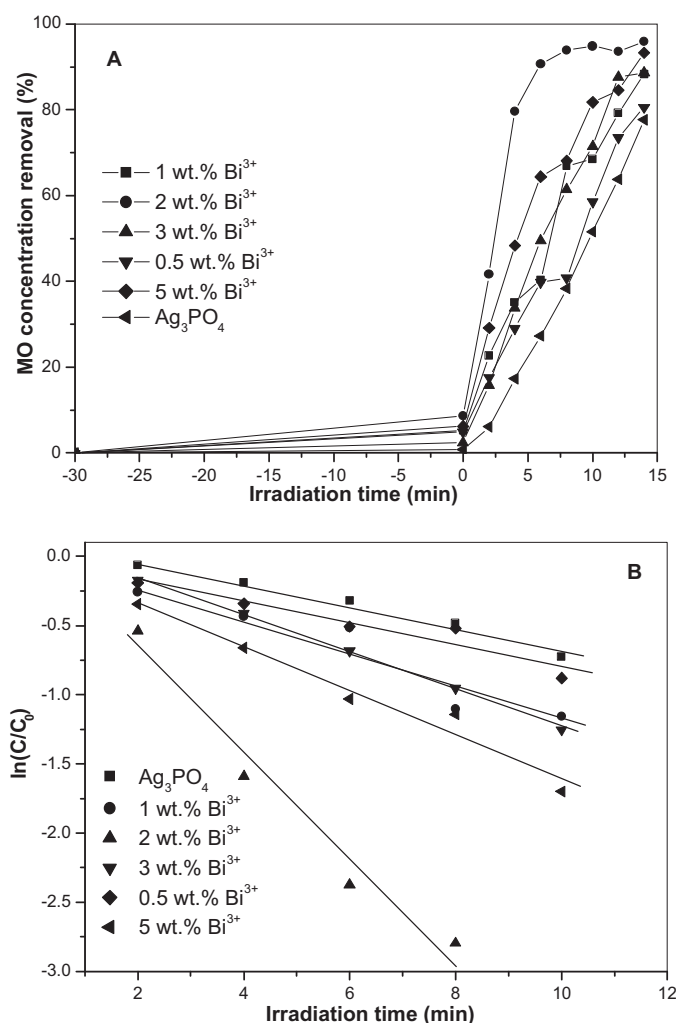 A
MO concentration removal (%)
100
80
60
40
20
0
1 wt.% Bi³⁺
2 wt.% Bi³⁺
3 wt.% Bi³⁺
0.5 wt.% Bi³⁺
5 wt.% Bi³⁺
Ag₃PO₄
-30 -25 -20 -15 -10 -5 0 5 10 15
Irradiation time (min)
B
ln(C/C₀)
0.0
-0.5
-1.0
-1.5
-2.0
-2.5
-3.0
Ag₃PO₄
1 wt.% Bi³⁺
2 wt.% Bi³⁺
3 wt.% Bi³⁺
0.5 wt.% Bi³⁺
5 wt.% Bi³⁺
2 4 6 8 10 12
Irradiation time (min)